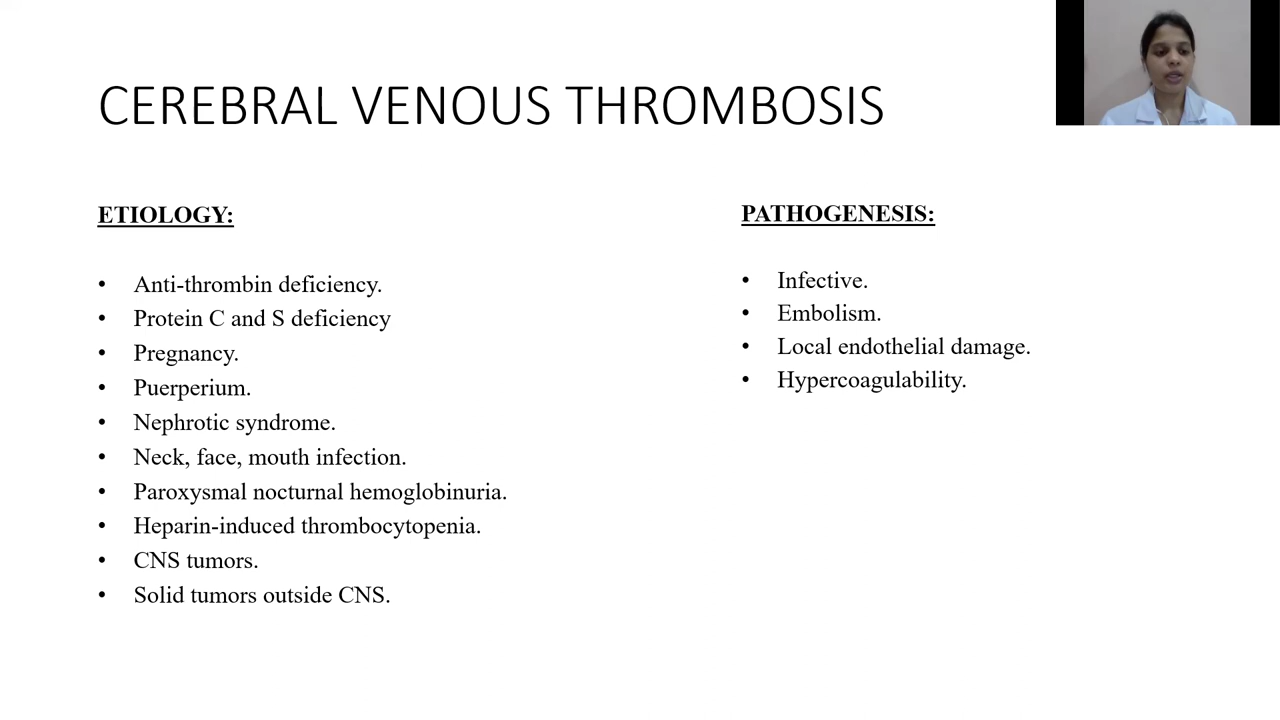 CEREBRAL VENOUS THROMBOSIS
ETIOLOGY:
• Anti-thrombin deficiency.
• Protein C and S deficiency
• Pregnancy.
• Puerperium.
• Nephrotic syndrome.
• Neck, face, mouth infection.
• Paroxysmal nocturnal hemoglobinuria.
• Heparin-induced thrombocytopenia.
• CNS tumors.
• Solid tumors outside CNS.
PATHOGENESIS:
• Infective.
• Embolism.
• Local endothelial damage.
• Hypercoagulability.